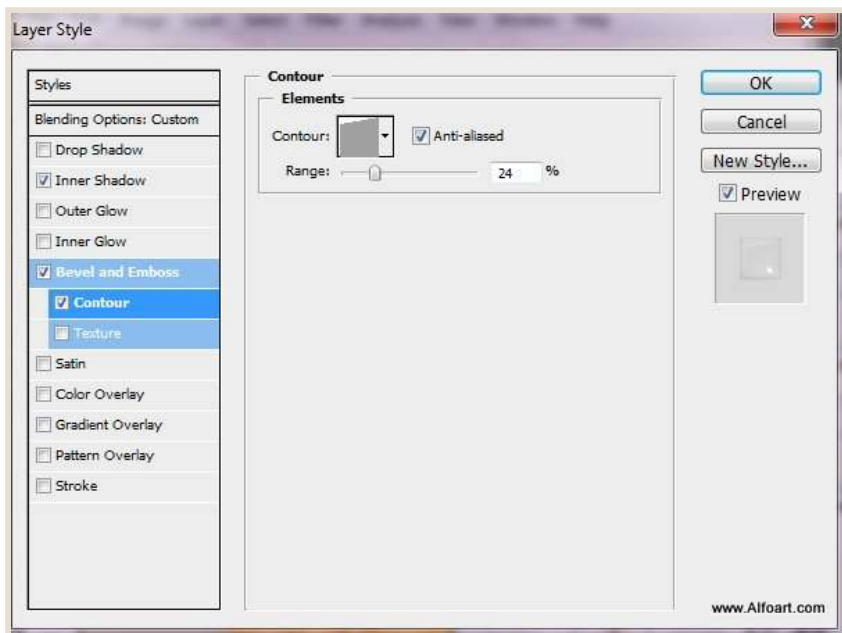 Layer Style
Styles
Blending Options: Custom
Drop Shadow
Inner Shadow
Outer Glow
Inner Glow
Bevel and Emboss
Contour
Texture
Satin
Color Overlay
Gradient Overlay
Pattern Overlay
Stroke
Contour
Elements
Contour:
Anti-aliased
Range:
24 %
OK
Cancel
New Style...
Preview
www.Alfoart.com